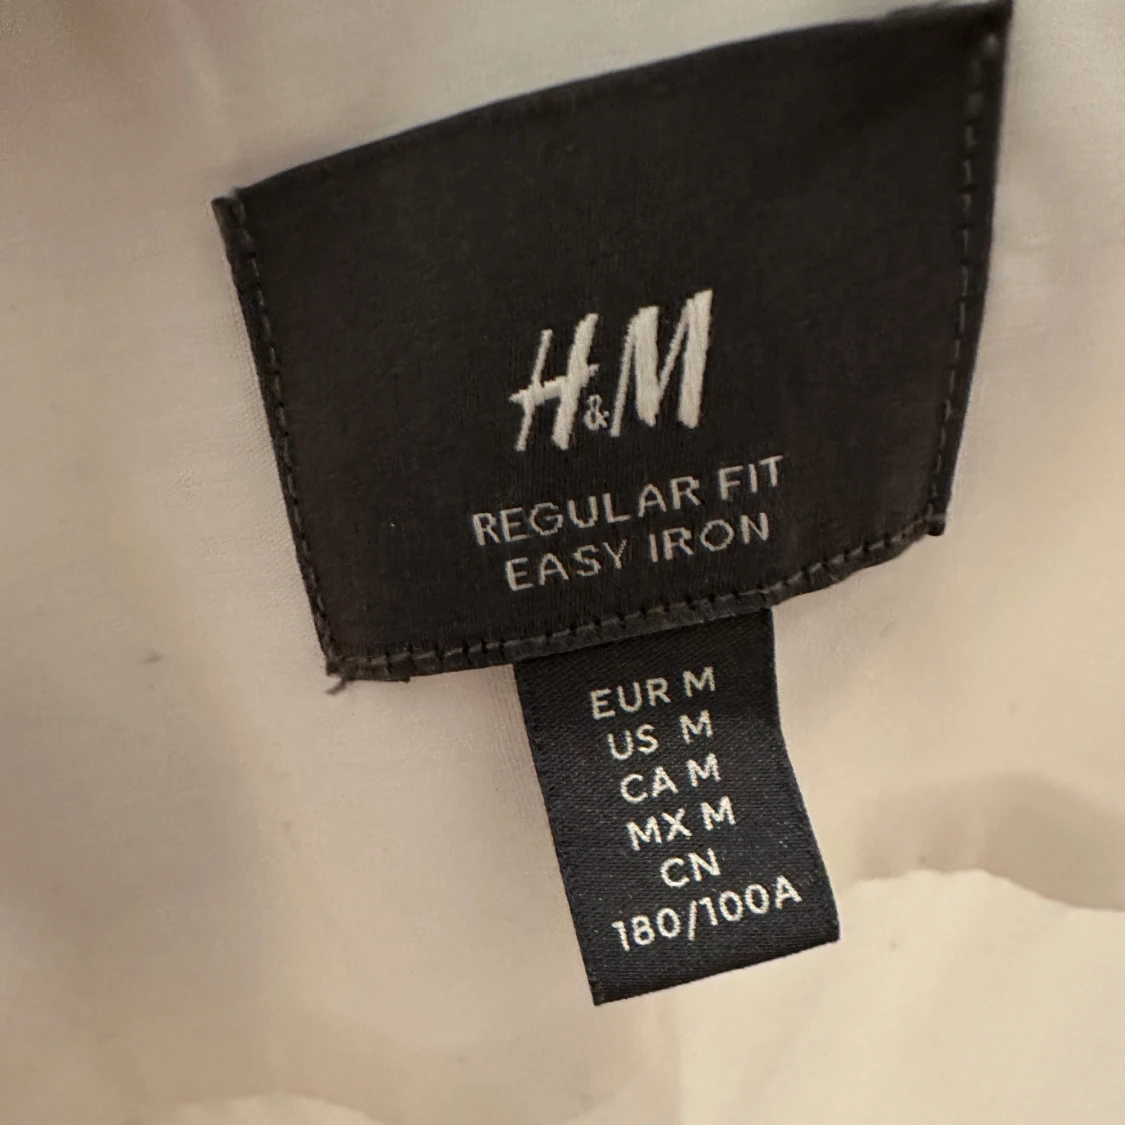 H&M
REGULAR FIT
EASY IRON
EUR M
US M
CA M
MX M
CN
180/100A